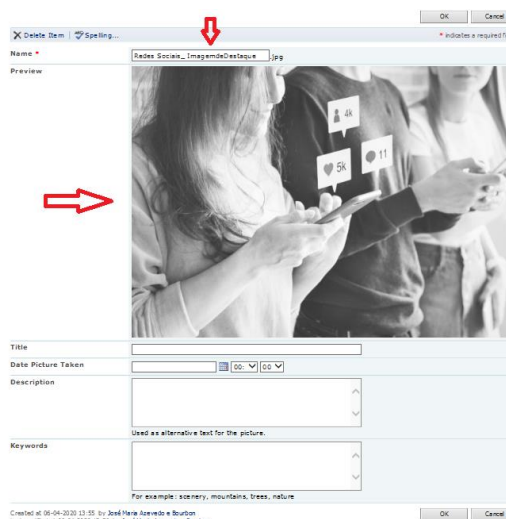 OK Cancel
Delete Item | Spelling...
* indicates a required fi
Name *
Redes Sociais_ ImagemdeDestaque .jpg
Preview
4k
5k
11
Title
Date Picture Taken
00: 00
Description
Used as alternative text for the picture.
Keywords
For example: scenery, mountains, trees, nature
Created at 06-04-2020 13:55 by José Maria Azevedo e Bourbon
OK Cancel